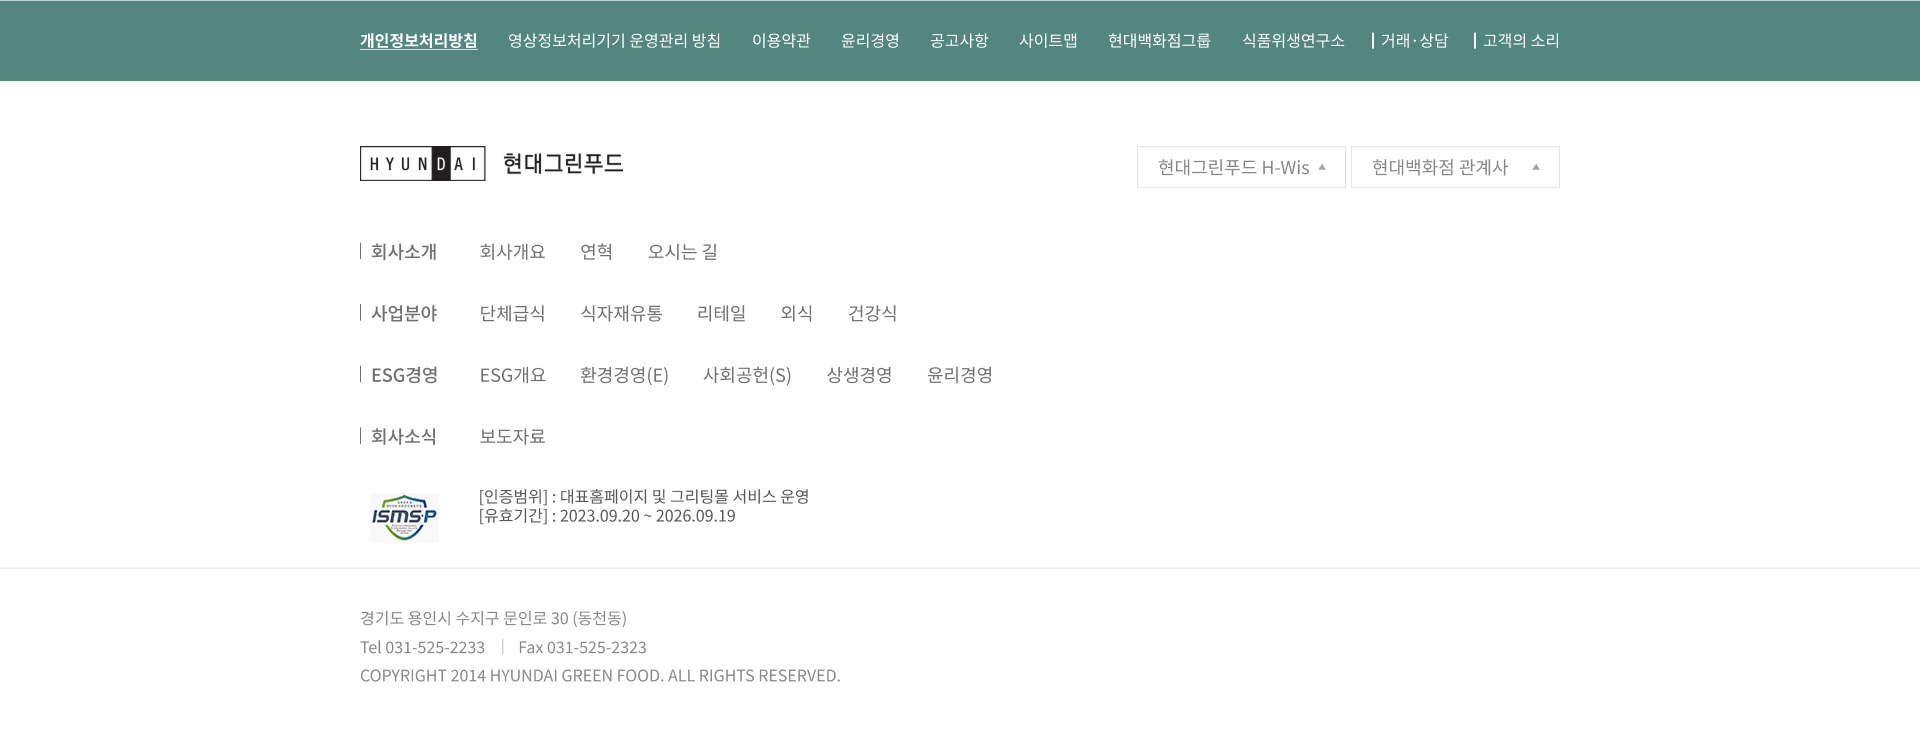 개인정보처리방침 영상정보처리기기 운영관리 방침 이용약관 윤리경영 공고사항 사이트맵 현대백화점그룹 식품위생연구소 거래·상담 고객의 소리
HYUNDAI 현대그린푸드
현대그린푸드 H-Wis 현대백화점 관계사
회사소개 회사개요 연혁 오시는 길
사업분야 단체급식 식자재유통 리테일 외식 건강식
ESG경영 ESG개요 환경경영(E) 사회공헌(S) 상생경영 윤리경영
회사소식 보도자료
ISMS-P
[인증범위] : 대표홈페이지 및 그리팅몰 서비스 운영
[유효기간] : 2023.09.20 ~ 2026.09.19
경기도 용인시 수지구 문인로 30 (동천동)
Tel 031-525-2233 Fax 031-525-2323
COPYRIGHT 2014 HYUNDAI GREEN FOOD. ALL RIGHTS RESERVED.